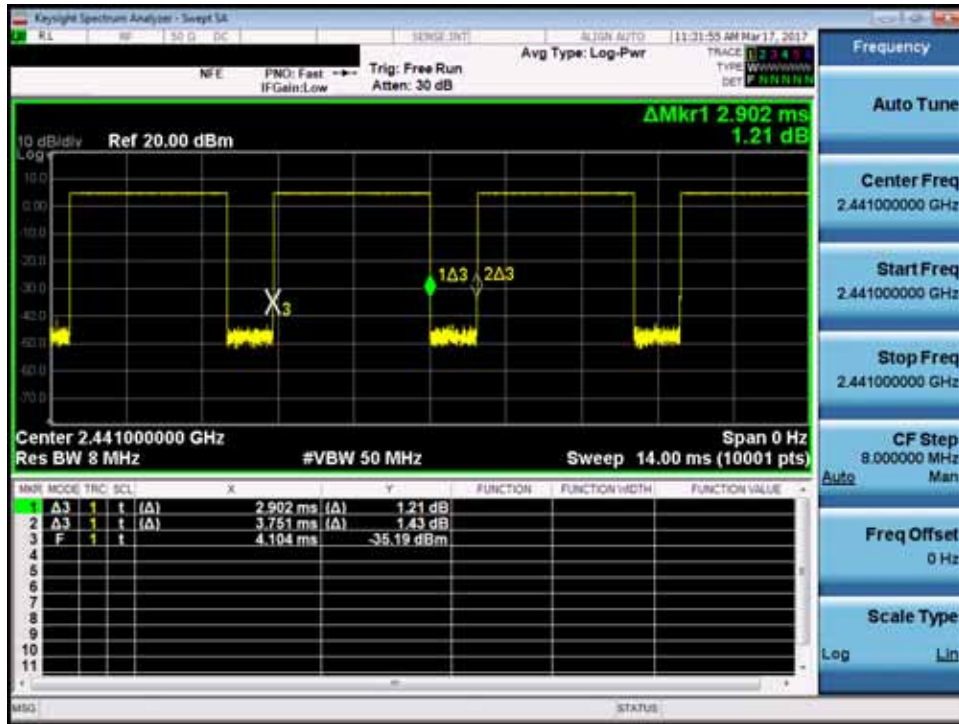 Keysight Spectrum Analyzer - Swept SA
RL RF 50 Ω DC SENSE:INT ALIGN AUTO 11:31:55 AM Mar 17, 2017
Frequency
Avg Type: Log-Pwr
TRACE 1 2 3 4 5 6
NFE PNO: Fast Trig: Free Run
TYPE WWWWWW
IFGain:Low Atten: 30 dB
DET P N N N N N
Auto Tune
ΔMkr1 2.902 ms
10 dB/div Ref 20.00 dBm 1.21 dB
Log
10.0
0.00
-10.0
-20.0
-30.0
-40.0
-50.0
-60.0
-70.0
1Δ3 2Δ3
X3
Center 2.441000000 GHz Span 0 Hz
Res BW 8 MHz #VBW 50 MHz Sweep 14.00 ms (10001 pts)
MKR MODE TRC SCL X Y FUNCTION FUNCTION WIDTH FUNCTION VALUE
1 Δ3 1 t (Δ) 2.902 ms (Δ) 1.21 dB
2 Δ3 1 t (Δ) 3.751 ms (Δ) 1.43 dB
3 F 1 t 4.104 ms -35.19 dBm
4
5
6
7
8
9
10
11
Center Freq
2.441000000 GHz
Start Freq
2.441000000 GHz
Stop Freq
2.441000000 GHz
CF Step
8.000000 MHz
Auto Man
Freq Offset
0 Hz
Scale Type
Log Lin
MSG STATUS